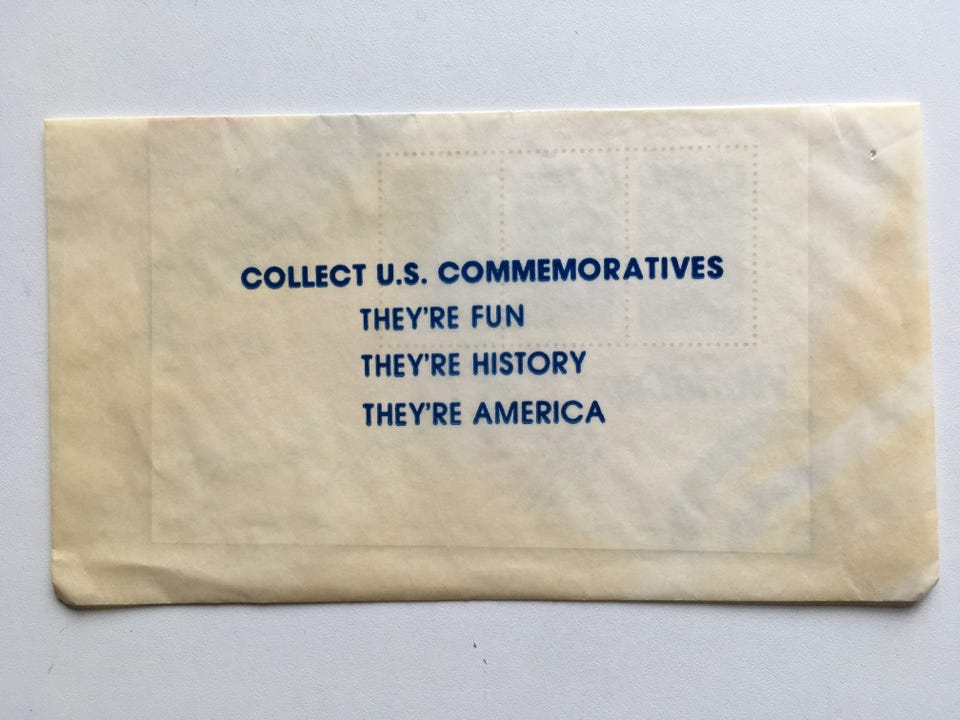 COLLECT U.S. COMMEMORATIVES
THEY'RE FUN
THEY'RE HISTORY
THEY'RE AMERICA